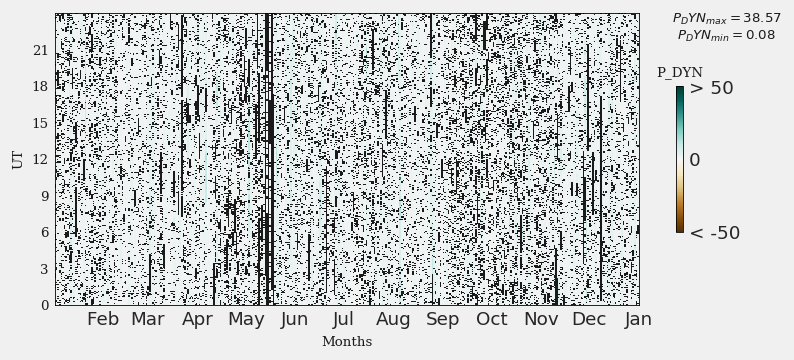 P_DYN_max = 38.57
P_DYN_min = 0.08
P_DYN
> 50
0
< -50
UT
21
18
15
12
9
6
3
0
Feb Mar Apr May Jun Jul Aug Sep Oct Nov Dec Jan
Months